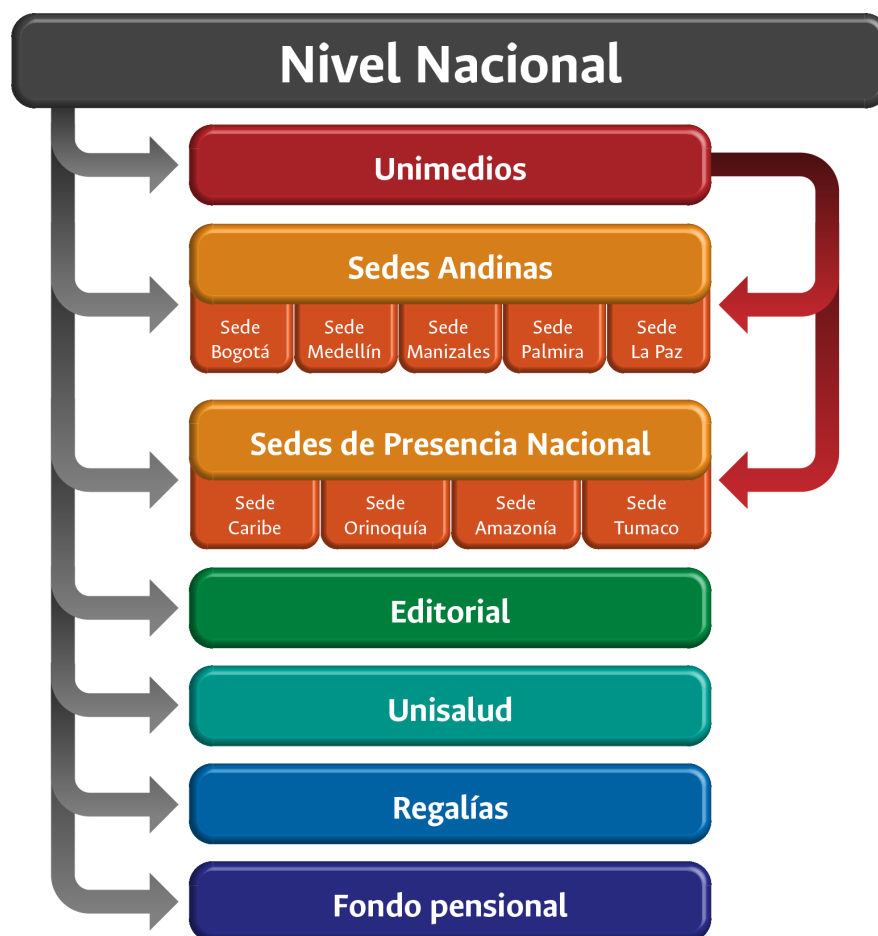 Nivel Nacional
Unimedios
Sedes Andinas
Sede
Bogotá
Sede
Medellín
Sede
Manizales
Sede
Palmira
Sede
La Paz
Sedes de Presencia Nacional
Sede
Caribe
Sede
Orinoquía
Sede
Amazonía
Sede
Tumaco
Editorial
Unisalud
Regalías
Fondo pensional